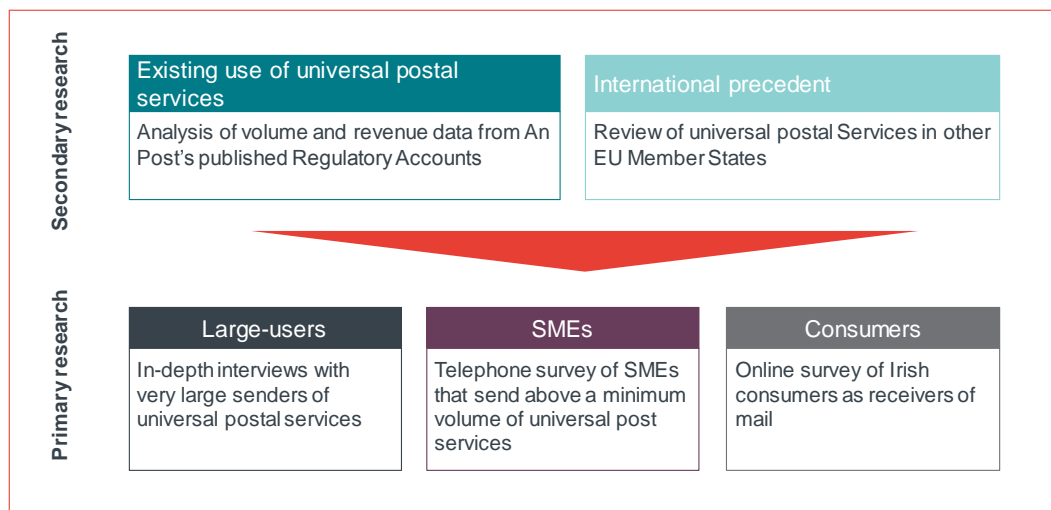 Secondary research
Existing use of universal postal
services
Analysis of volume and revenue data from An
Post's published Regulatory Accounts
International precedent
Review of universal postal Services in other
EU Member States
Primary research
Large-users
In-depth interviews with
very large senders of
universal postal services
SMEs
Telephone survey of SMEs
that send above a minimum
volume of universal post
services
Consumers
Online survey of Irish
consumers as receivers of
mail